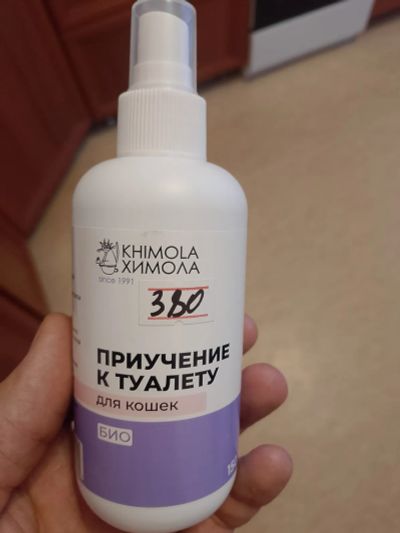 KHIMOLA
ХИМОЛА
since 1991
380
ПРИУЧЕНИЕ
К ТУАЛЕТУ
для кошек
БИО